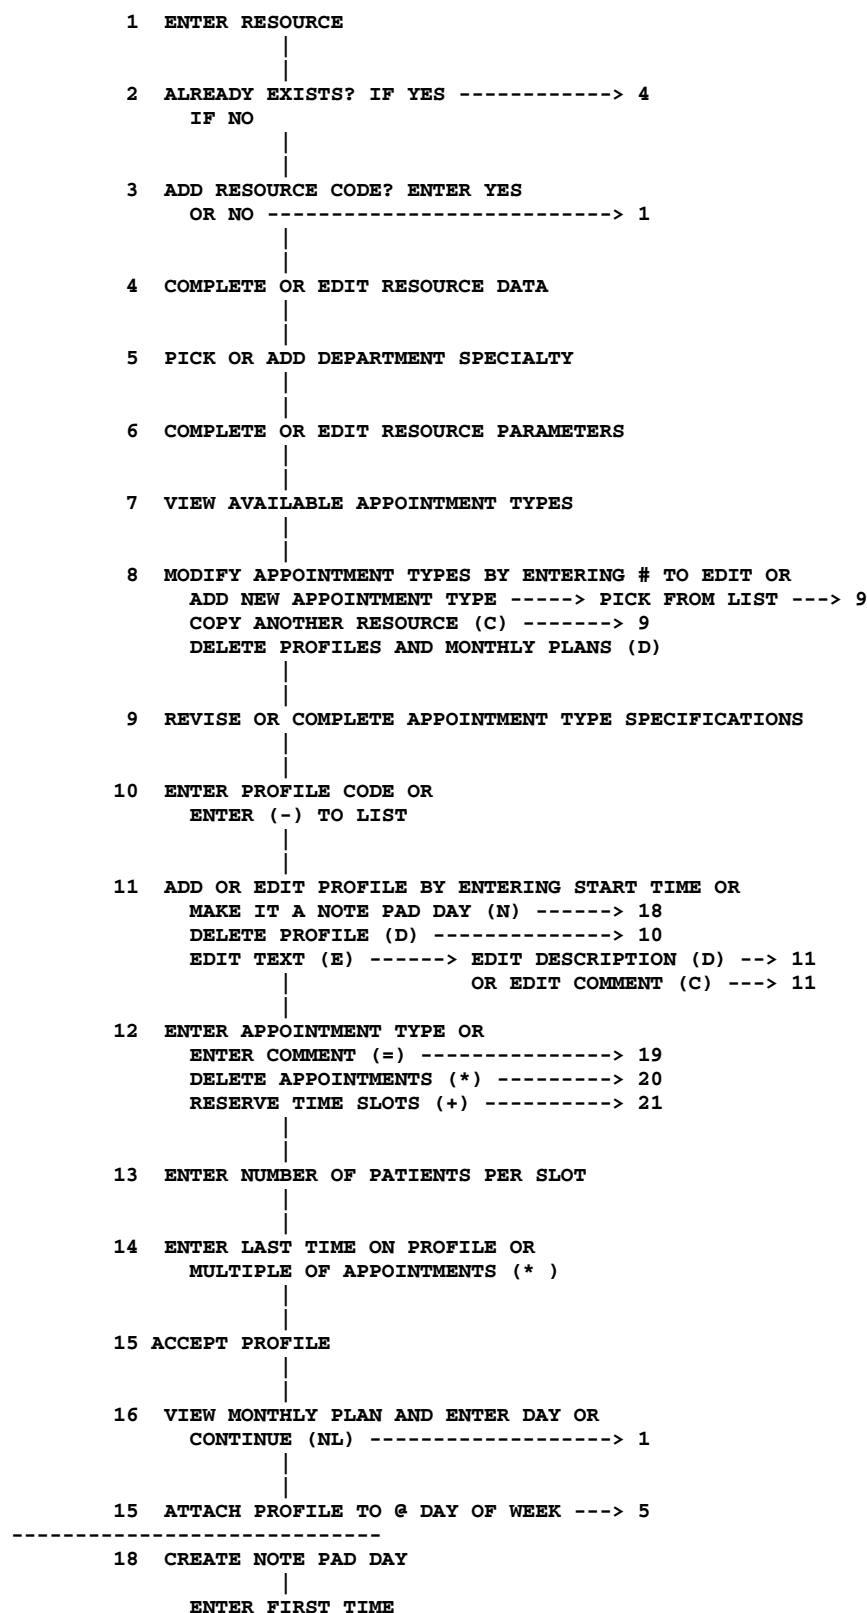 1 ENTER RESOURCE
|
|
2 ALREADY EXISTS? IF YES ------------> 4
IF NO
|
|
3 ADD RESOURCE CODE? ENTER YES
OR NO ---------------------------> 1
|
|
4 COMPLETE OR EDIT RESOURCE DATA
|
|
5 PICK OR ADD DEPARTMENT SPECIALTY
|
|
6 COMPLETE OR EDIT RESOURCE PARAMETERS
|
|
7 VIEW AVAILABLE APPOINTMENT TYPES
|
|
8 MODIFY APPOINTMENT TYPES BY ENTERING # TO EDIT OR
ADD NEW APPOINTMENT TYPE -----> PICK FROM LIST ---> 9
COPY ANOTHER RESOURCE (C) -------> 9
DELETE PROFILES AND MONTHLY PLANS (D)
|
|
9 REVISE OR COMPLETE APPOINTMENT TYPE SPECIFICATIONS
|
|
10 ENTER PROFILE CODE OR
ENTER (-) TO LIST
|
|
11 ADD OR EDIT PROFILE BY ENTERING START TIME OR
MAKE IT A NOTE PAD DAY (N) ------> 18
DELETE PROFILE (D) --------------> 10
EDIT TEXT (E) ------> EDIT DESCRIPTION (D) --> 11
| OR EDIT COMMENT (C) ---> 11
|
12 ENTER APPOINTMENT TYPE OR
ENTER COMMENT (=) ---------------> 19
DELETE APPOINTMENTS (*) ---------> 20
RESERVE TIME SLOTS (+) ----------> 21
|
|
13 ENTER NUMBER OF PATIENTS PER SLOT
|
|
14 ENTER LAST TIME ON PROFILE OR
MULTIPLE OF APPOINTMENTS (* )
|
|
15 ACCEPT PROFILE
|
|
16 VIEW MONTHLY PLAN AND ENTER DAY OR
CONTINUE (NL) -------------------> 1
|
|
15 ATTACH PROFILE TO @ DAY OF WEEK ---> 5
-----------------------------
18 CREATE NOTE PAD DAY
|
ENTER FIRST TIME